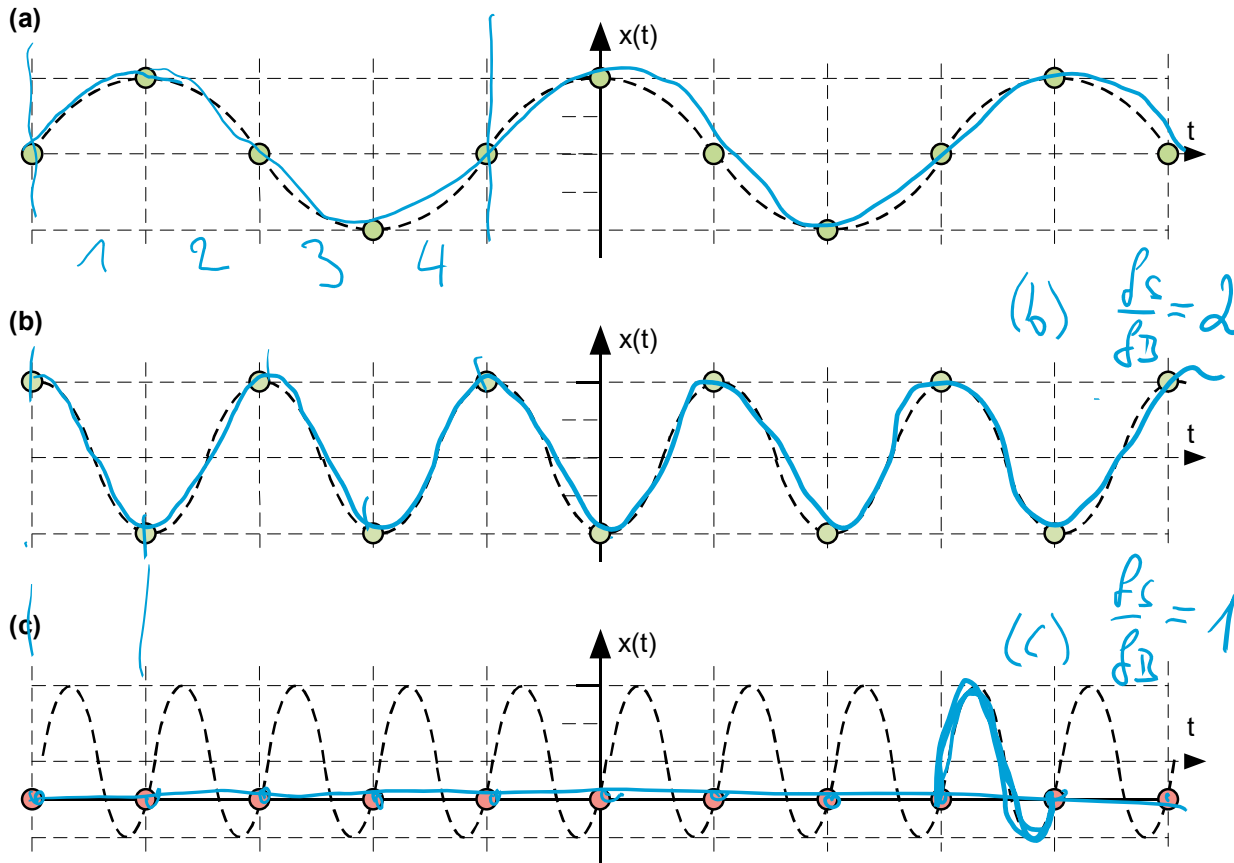 (a)
x(t)
t
1 2 3 4
(b) fs/fB = 2
(b)
x(t)
t
(c) fs/fB = 1
(c)
x(t)
t